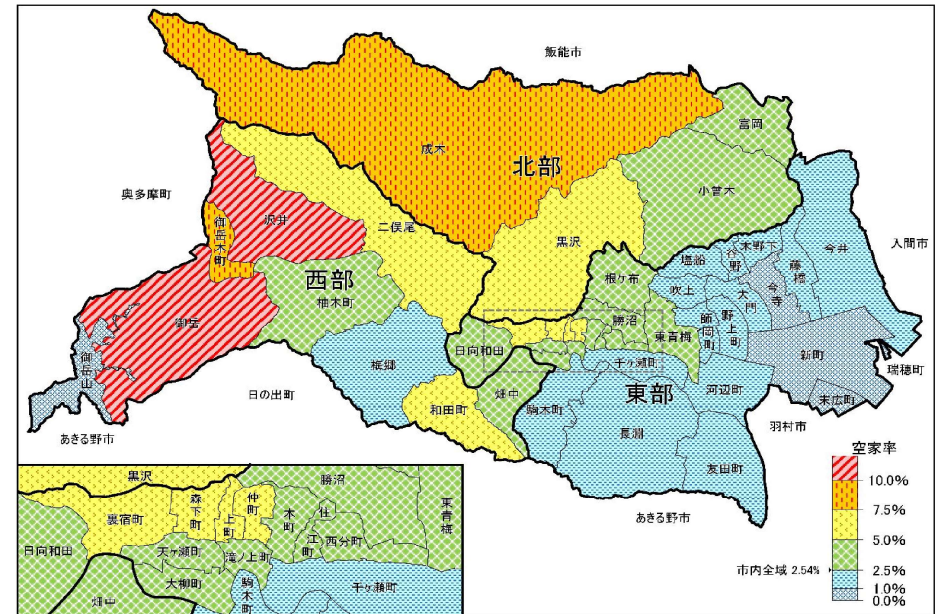 飯能市
成木
北部
富岡
小曽木
奥多摩町
沢井
御岳本町
二俣尾
黒沢
根ヶ布
塩船
谷野
木野下
今井
入間市
西部
柚木町
吹上
大門
今寺
藤橋
師岡町
野上町
御岳
御岳山
勝沼
東青梅
日向和田
新町
瑞穂町
梅郷
千ヶ瀬町
河辺町
末広町
日の出町
和田町
畑中
駒木町
東部
長淵
羽村市
あきる野市
友田町
あきる野市
空家率
10.0%
7.5%
5.0%
2.5%
1.0%
0.0%
市内全域 2.54%
黒沢
勝沼
森下町
仲町
上町
裏宿町
本町
住江町
西分町
東青梅
日向和田
天ヶ瀬町
滝ノ上町
大柳町
駒木町
千ヶ瀬町
畑中